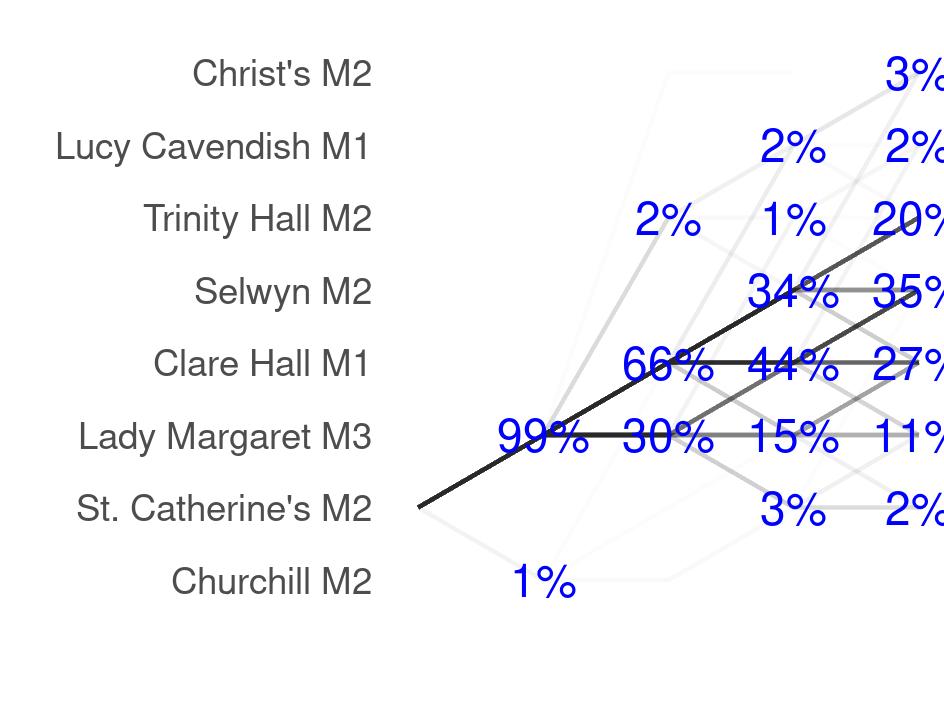 Christ's M2 3%
Lucy Cavendish M1 2% 2%
Trinity Hall M2 2% 1% 20%
Selwyn M2 34% 35%
Clare Hall M1 66% 44% 27%
Lady Margaret M3 99% 30% 15% 11%
St. Catherine's M2 3% 2%
Churchill M2 1%